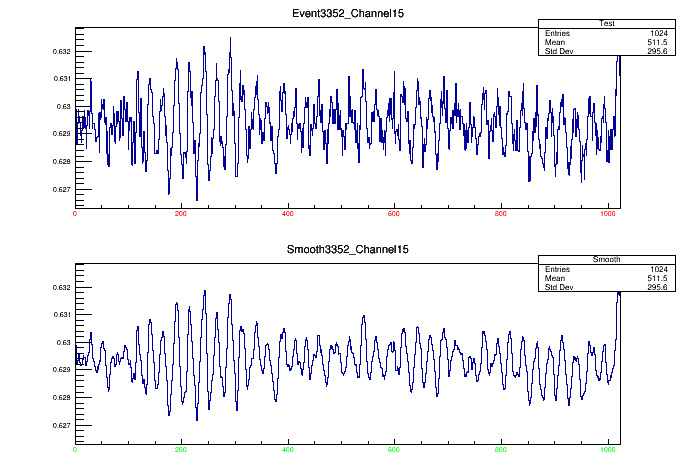 Event3352_Channel15
Test
Entries 1024
Mean 511.5
Std Dev 295.6
0.632
0.631
0.63
0.629
0.628
0.627
0 200 400 600 800 1000
Smooth3352_Channel15
Smooth
Entries 1024
Mean 511.5
Std Dev 295.6
0.632
0.631
0.63
0.629
0.628
0.627
0 200 400 600 800 1000